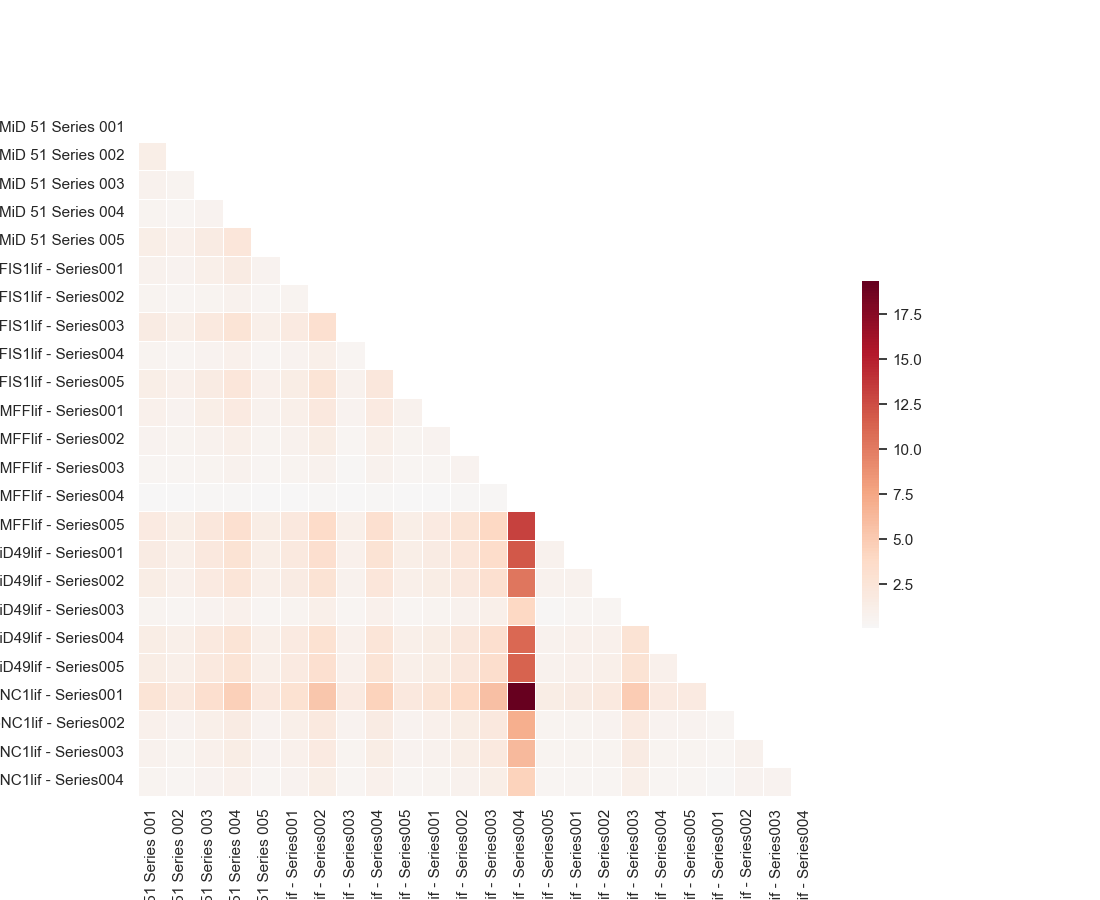 MiD 51 Series 001
MiD 51 Series 002
MiD 51 Series 003
MiD 51 Series 004
MiD 51 Series 005
FIS1lif - Series001
FIS1lif - Series002
FIS1lif - Series003
FIS1lif - Series004
FIS1lif - Series005
MFFlif - Series001
MFFlif - Series002
MFFlif - Series003
MFFlif - Series004
MFFlif - Series005
iD49lif - Series001
iD49lif - Series002
iD49lif - Series003
iD49lif - Series004
iD49lif - Series005
NC1lif - Series001
NC1lif - Series002
NC1lif - Series003
NC1lif - Series004
51 Series 001
51 Series 002
51 Series 003
51 Series 004
51 Series 005
if - Series001
if - Series002
if - Series003
if - Series004
if - Series005
if - Series001
if - Series002
if - Series003
if - Series004
if - Series005
if - Series001
if - Series002
if - Series003
if - Series004
if - Series005
if - Series001
if - Series002
if - Series003
if - Series004
17.5
15.0
12.5
10.0
7.5
5.0
2.5